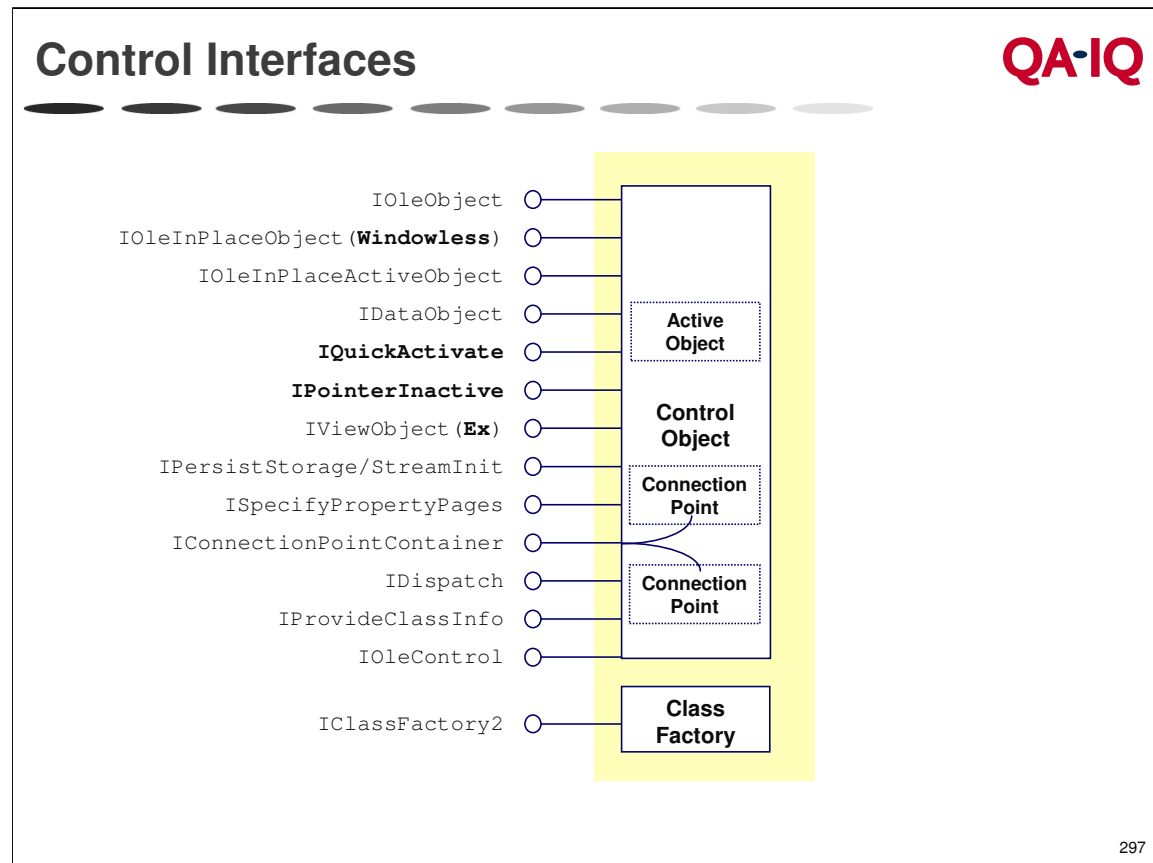 Control Interfaces
QA-IQ
IOleObject
IOleInPlaceObject(Windowless)
IOleInPlaceActiveObject
IDataObject
IQuickActivate
IPointerInactive
IViewObject(Ex)
IPersistStorage/StreamInit
ISpecifyPropertyPages
IConnectionPointContainer
IDispatch
IProvideClassInfo
IOleControl
IClassFactory2
Active
Object
Control
Object
Connection
Point
Connection
Point
Class
Factory
297